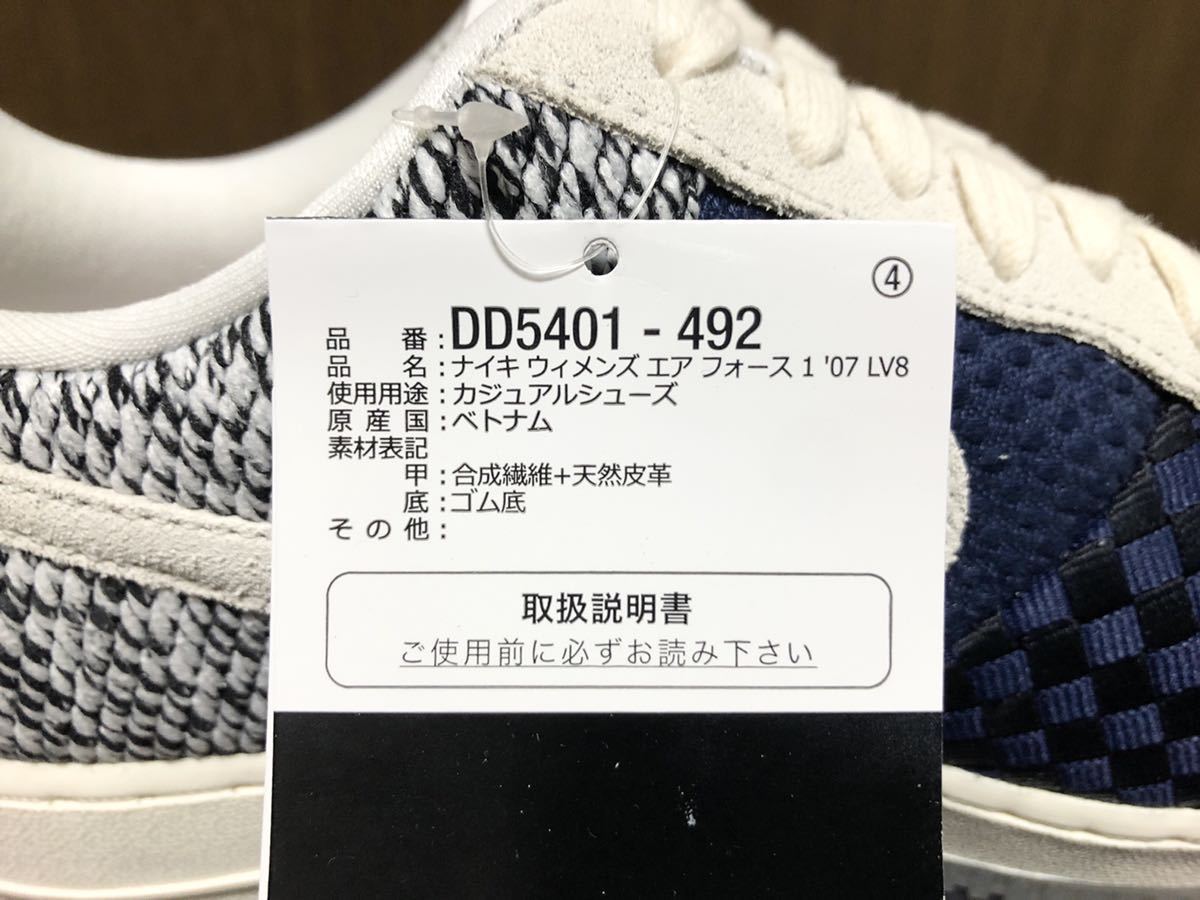 ④
品番:DD5401 - 492
品名:ナイキ ウィメンズ エア フォース 1 '07 LV8
使用用途:カジュアルシューズ
原産国:ベトナム
素材表記
甲:合成繊維+天然皮革
底:ゴム底
その他:
取扱説明書
ご使用前に必ずお読み下さい